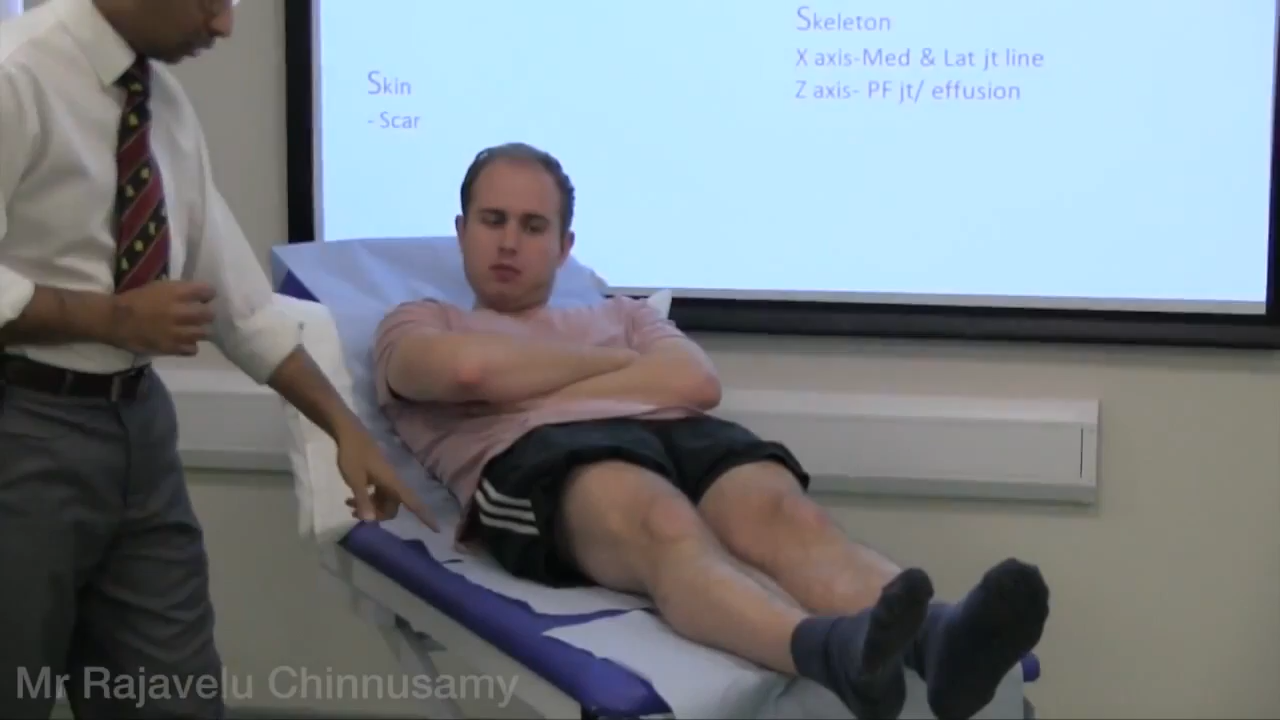 Skin
- Scar
Skeleton
X axis-Med & Lat jt line
Z axis- PF jt/ effusion
Mr Rajavelu Chinnusamy